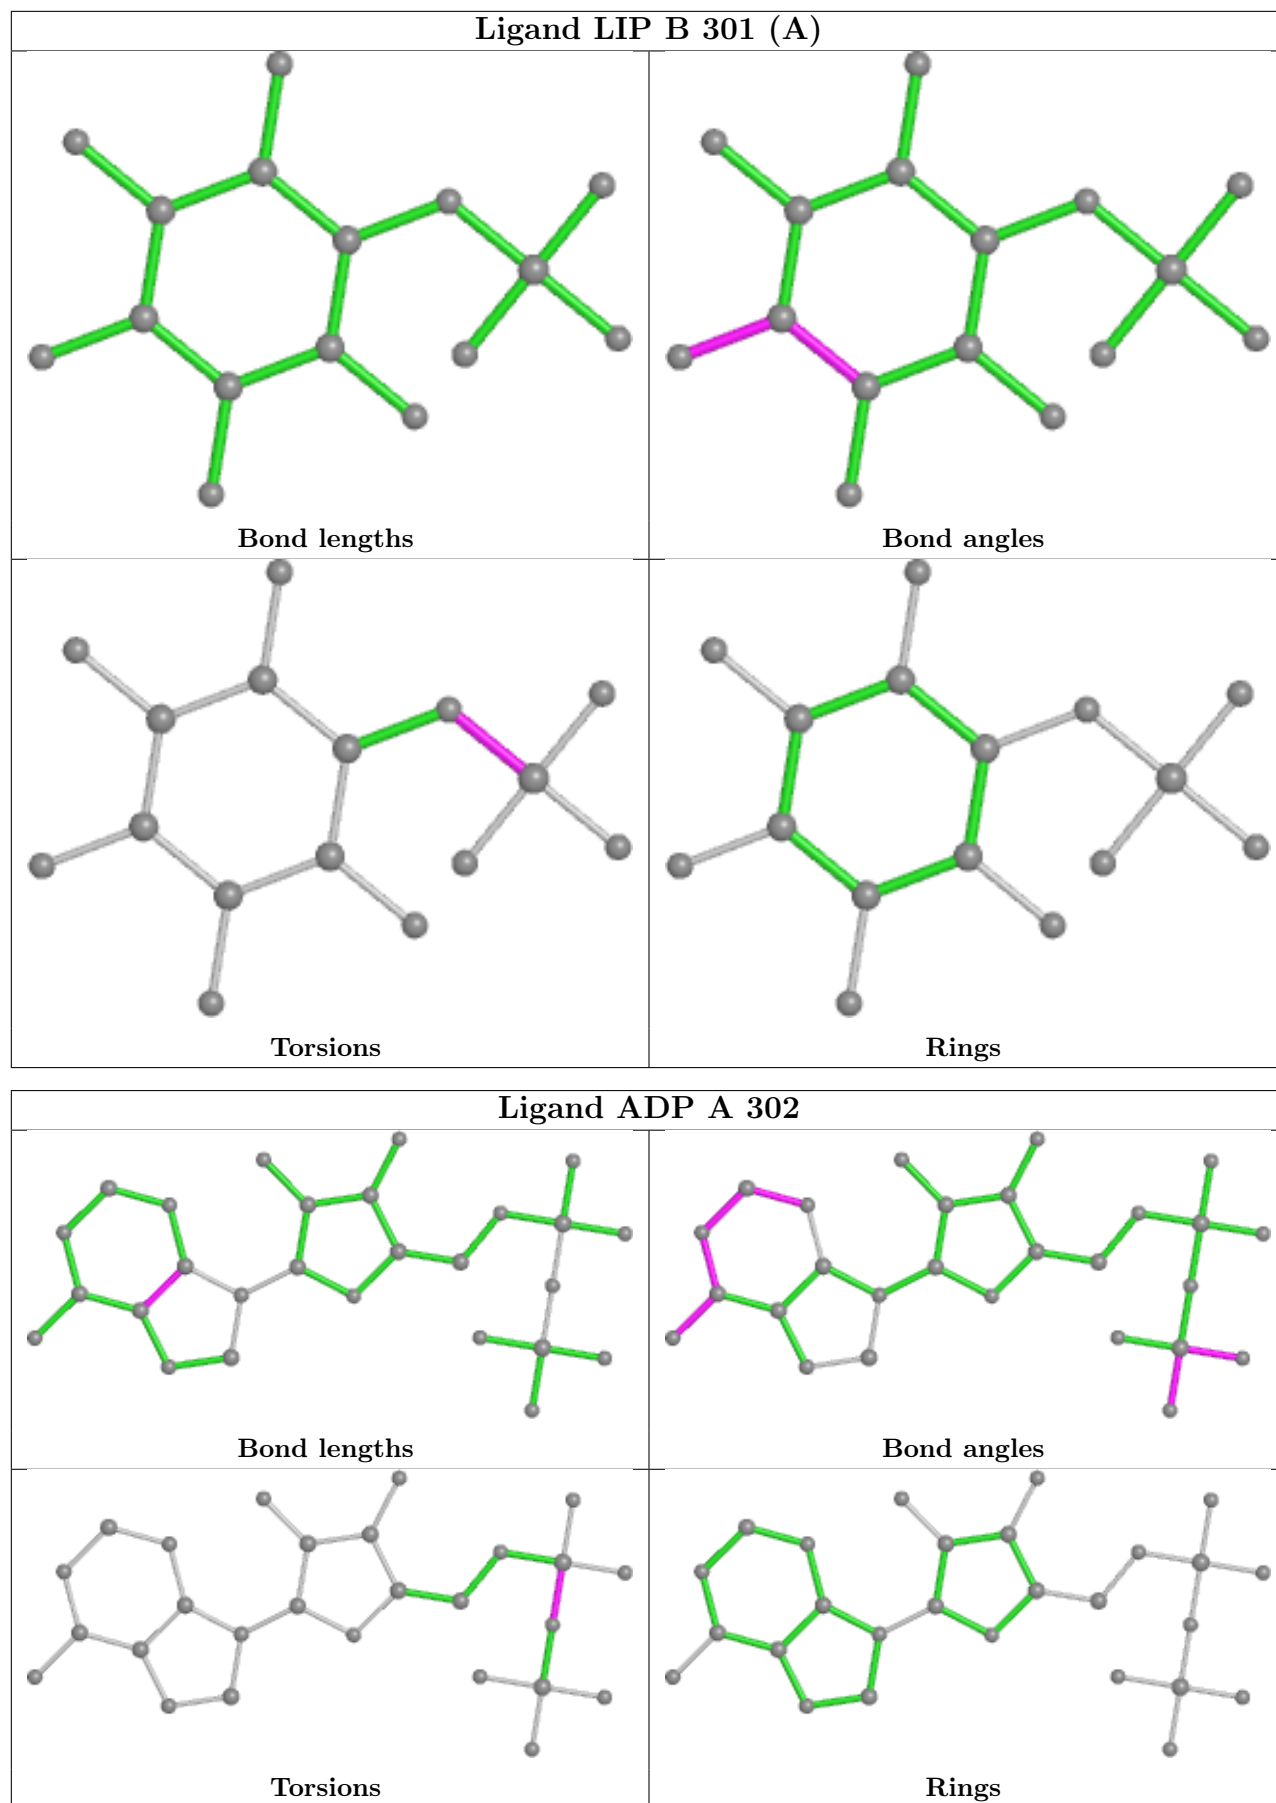 Ligand LIP B 301 (A)
Bond lengths
Bond angles
Torsions
Rings
Ligand ADP A 302
Bond lengths
Bond angles
Torsions
Rings